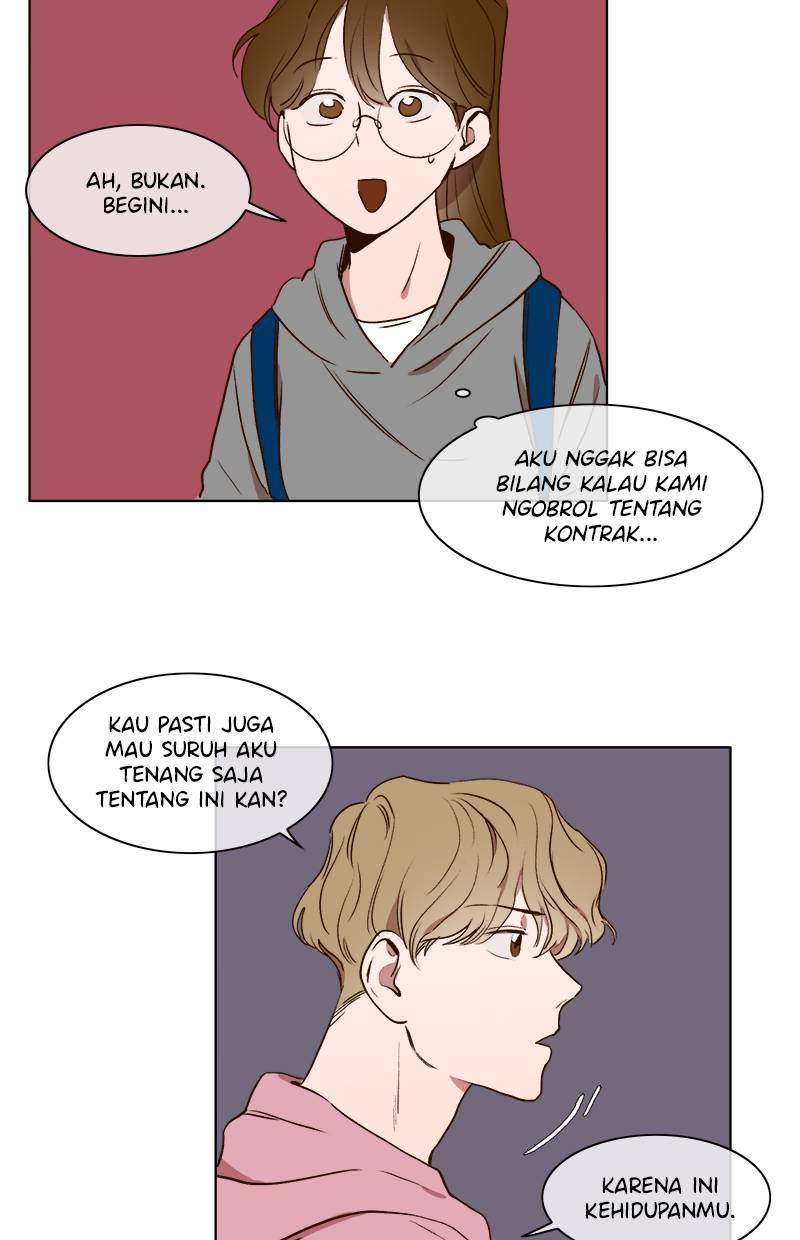 AH, BUKAN.
BEGINI...
AKU NGGAK BISA
BILANG KALAU KAMI
NGOBROL TENTANG
KONTRAK...
KAU PASTI JUGA
MAU SURUH AKU
TENANG SAJA
TENTANG INI KAN?
KARENA INI
KEHIDUPANMU.